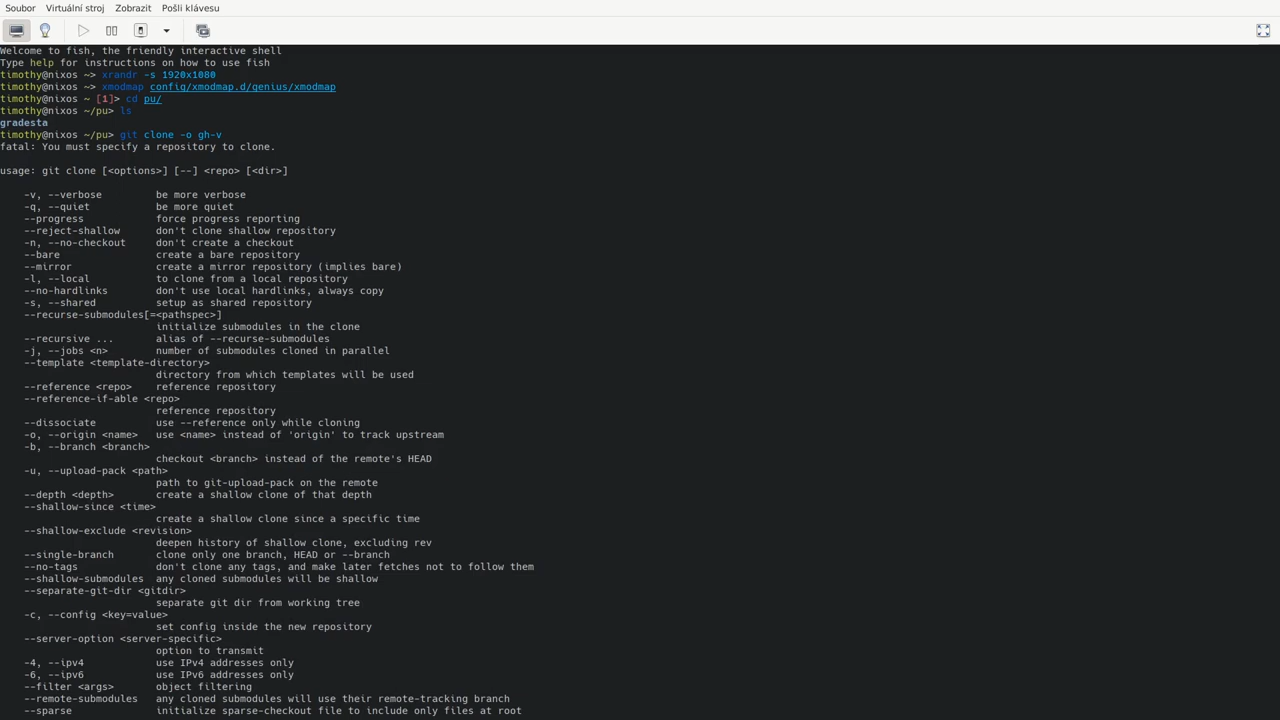 Soubor Virtuální stroj Zobrazit Pošli klávesu
Welcome to fish, the friendly interactive shell
Type help for instructions on how to use fish
timothy@nixos ~> xrandr -s 1920x1080
timothy@nixos ~> xmodmap config/xmodmap.d/genius/xmodmap
timothy@nixos ~ [1]> cd pu/
timothy@nixos ~/pu> ls
gradesta
timothy@nixos ~/pu> git clone -o gh-v
fatal: You must specify a repository to clone.
usage: git clone [<options>] [--] <repo> [<dir>]
-v, --verbose be more verbose
-q, --quiet be more quiet
--progress force progress reporting
--reject-shallow don't clone shallow repository
-n, --no-checkout don't create a checkout
--bare create a bare repository
--mirror create a mirror repository (implies bare)
-l, --local to clone from a local repository
--no-hardlinks don't use local hardlinks, always copy
-s, --shared setup as shared repository
--recurse-submodules[=<pathspec>]
initialize submodules in the clone
--recursive ... alias of --recurse-submodules
-j, --jobs <n> number of submodules cloned in parallel
--template <template-directory>
directory from which templates will be used
--reference <repo> reference repository
--reference-if-able <repo>
reference repository
--dissociate use --reference only while cloning
-o, --origin <name> use <name> instead of 'origin' to track upstream
-b, --branch <branch>
checkout <branch> instead of the remote's HEAD
-u, --upload-pack <path>
path to git-upload-pack on the remote
--depth <depth> create a shallow clone of that depth
--shallow-since <time>
create a shallow clone since a specific time
--shallow-exclude <revision>
deepen history of shallow clone, excluding rev
--single-branch clone only one branch, HEAD or --branch
--no-tags don't clone any tags, and make later fetches not to follow them
--shallow-submodules any cloned submodules will be shallow
--separate-git-dir <gitdir>
separate git dir from working tree
-c, --config <key=value>
set config inside the new repository
--server-option <server-specific>
option to transmit
-4, --ipv4 use IPv4 addresses only
-6, --ipv6 use IPv6 addresses only
--filter <args> object filtering
--remote-submodules any cloned submodules will use their remote-tracking branch
--sparse initialize sparse-checkout file to include only files at root